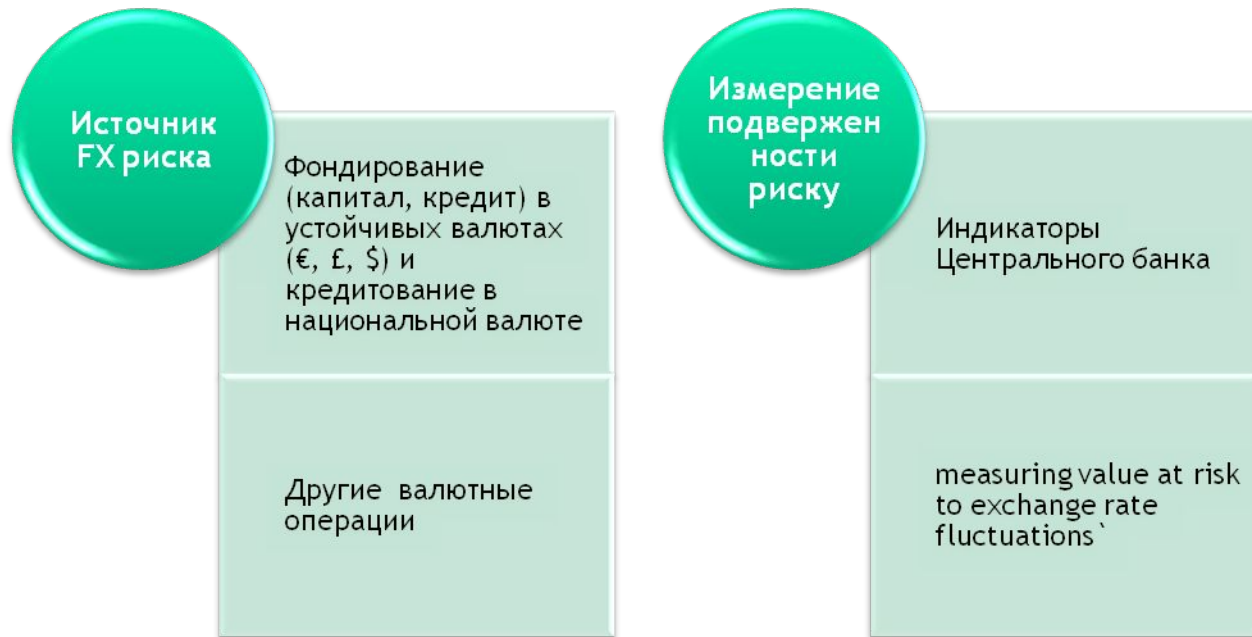 Источник
FX риска
Фондирование
(капитал, кредит) в
устойчивых валютах
(€, £, $) и
кредитование в
национальной валюте
Другие валютные
операции
Измерение
подвержен
ности
риску
Индикаторы
Центрального банка
measuring value at risk
to exchange rate
fluctuations`